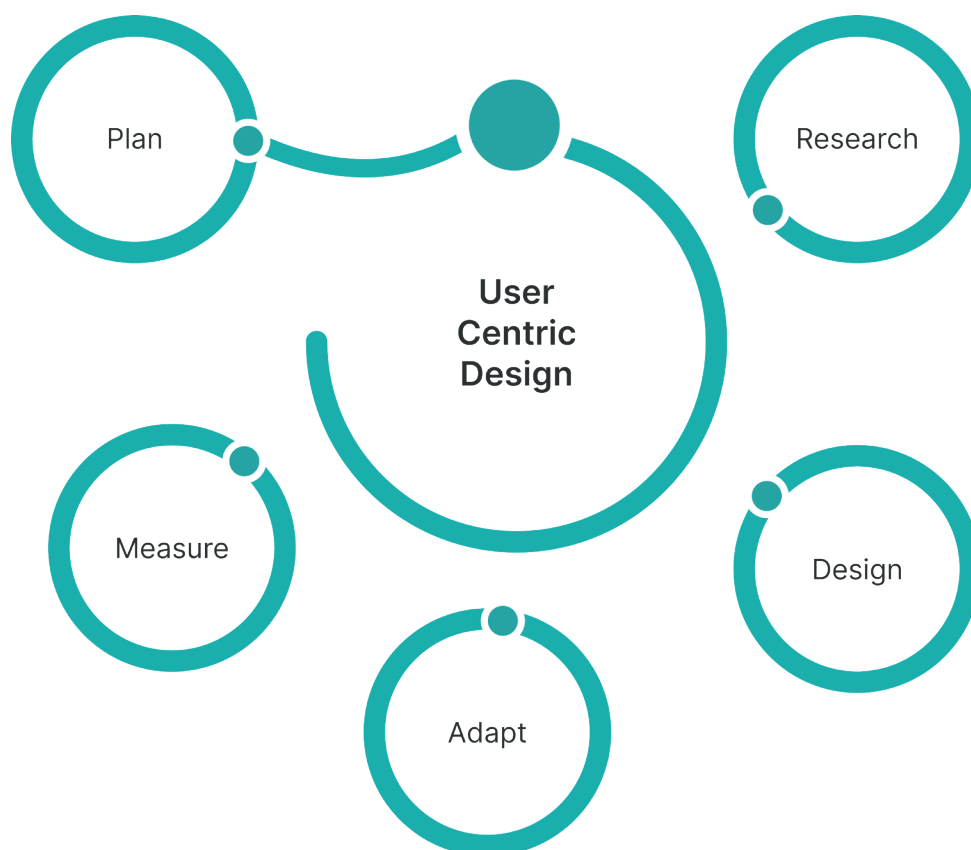 Plan
Research
User
Centric
Design
Measure
Design
Adapt